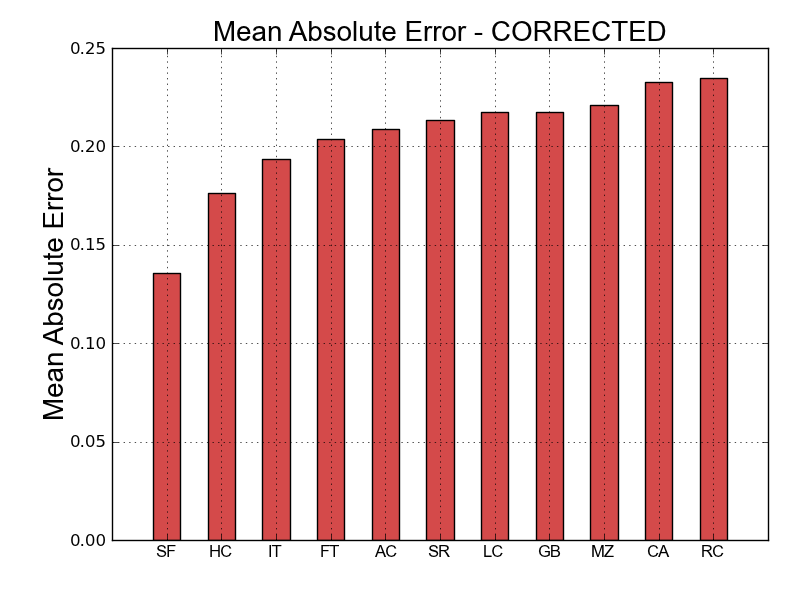 Mean Absolute Error - CORRECTED
Mean Absolute Error
0.25
0.20
0.15
0.10
0.05
0.00
SF HC IT FT AC SR LC GB MZ CA RC